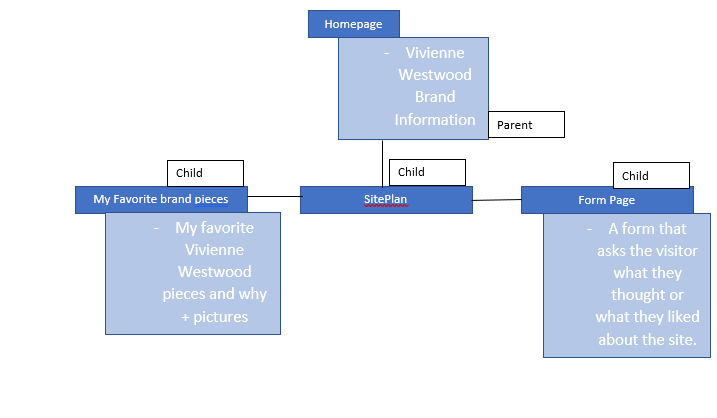 Homepage
- Vivienne
Westwood
Brand
Information
Parent
Child
Child
Child
My Favorite brand pieces
SitePlan
Form Page
- My favorite
Vivienne
Westwood
pieces and why
+ pictures
- A form that
asks the visitor
what they
thought or
what they liked
about the site.